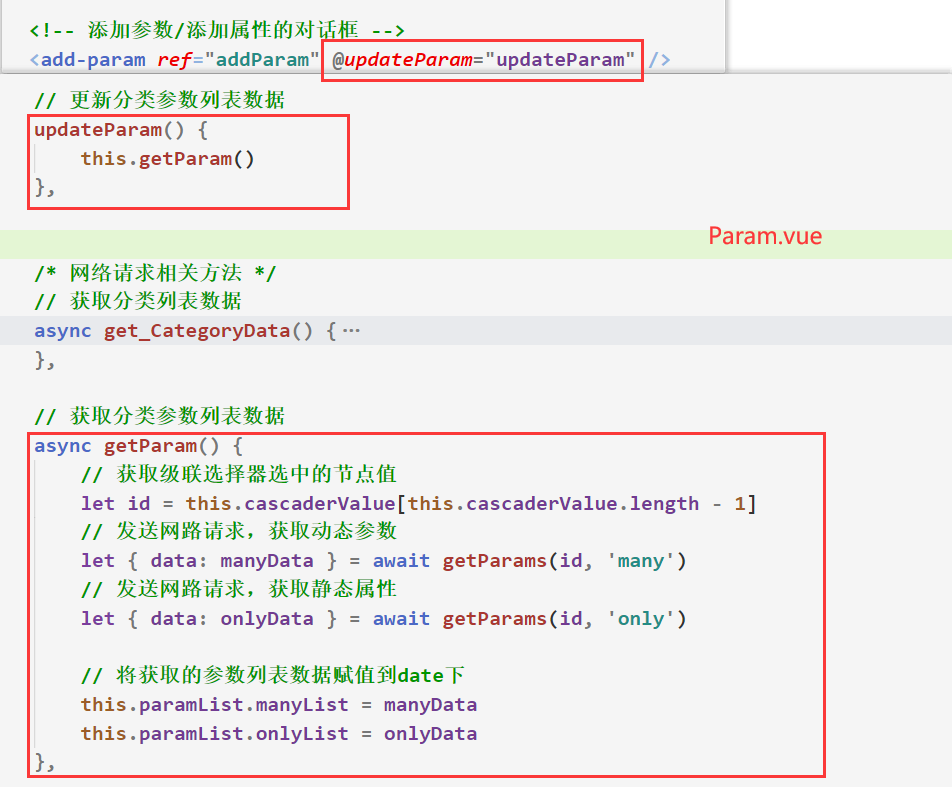 <!-- 添加参数/添加属性的对话框 -->
<add-param ref="addParam" @updateParam="updateParam" />
// 更新分类参数列表数据
updateParam() {
this.getParam()
},
Param.vue
/* 网络请求相关方法 */
// 获取分类列表数据
async get_CategoryData() { ···
},
// 获取分类参数列表数据
async getParam() {
// 获取级联选择器选中的节点值
let id = this.cascaderValue[this.cascaderValue.length - 1]
// 发送网路请求，获取动态参数
let { data: manyData } = await getParams(id, 'many')
// 发送网路请求，获取静态属性
let { data: onlyData } = await getParams(id, 'only')
// 将获取的参数列表数据赋值到date下
this.paramList.manyList = manyData
this.paramList.onlyList = onlyData
},